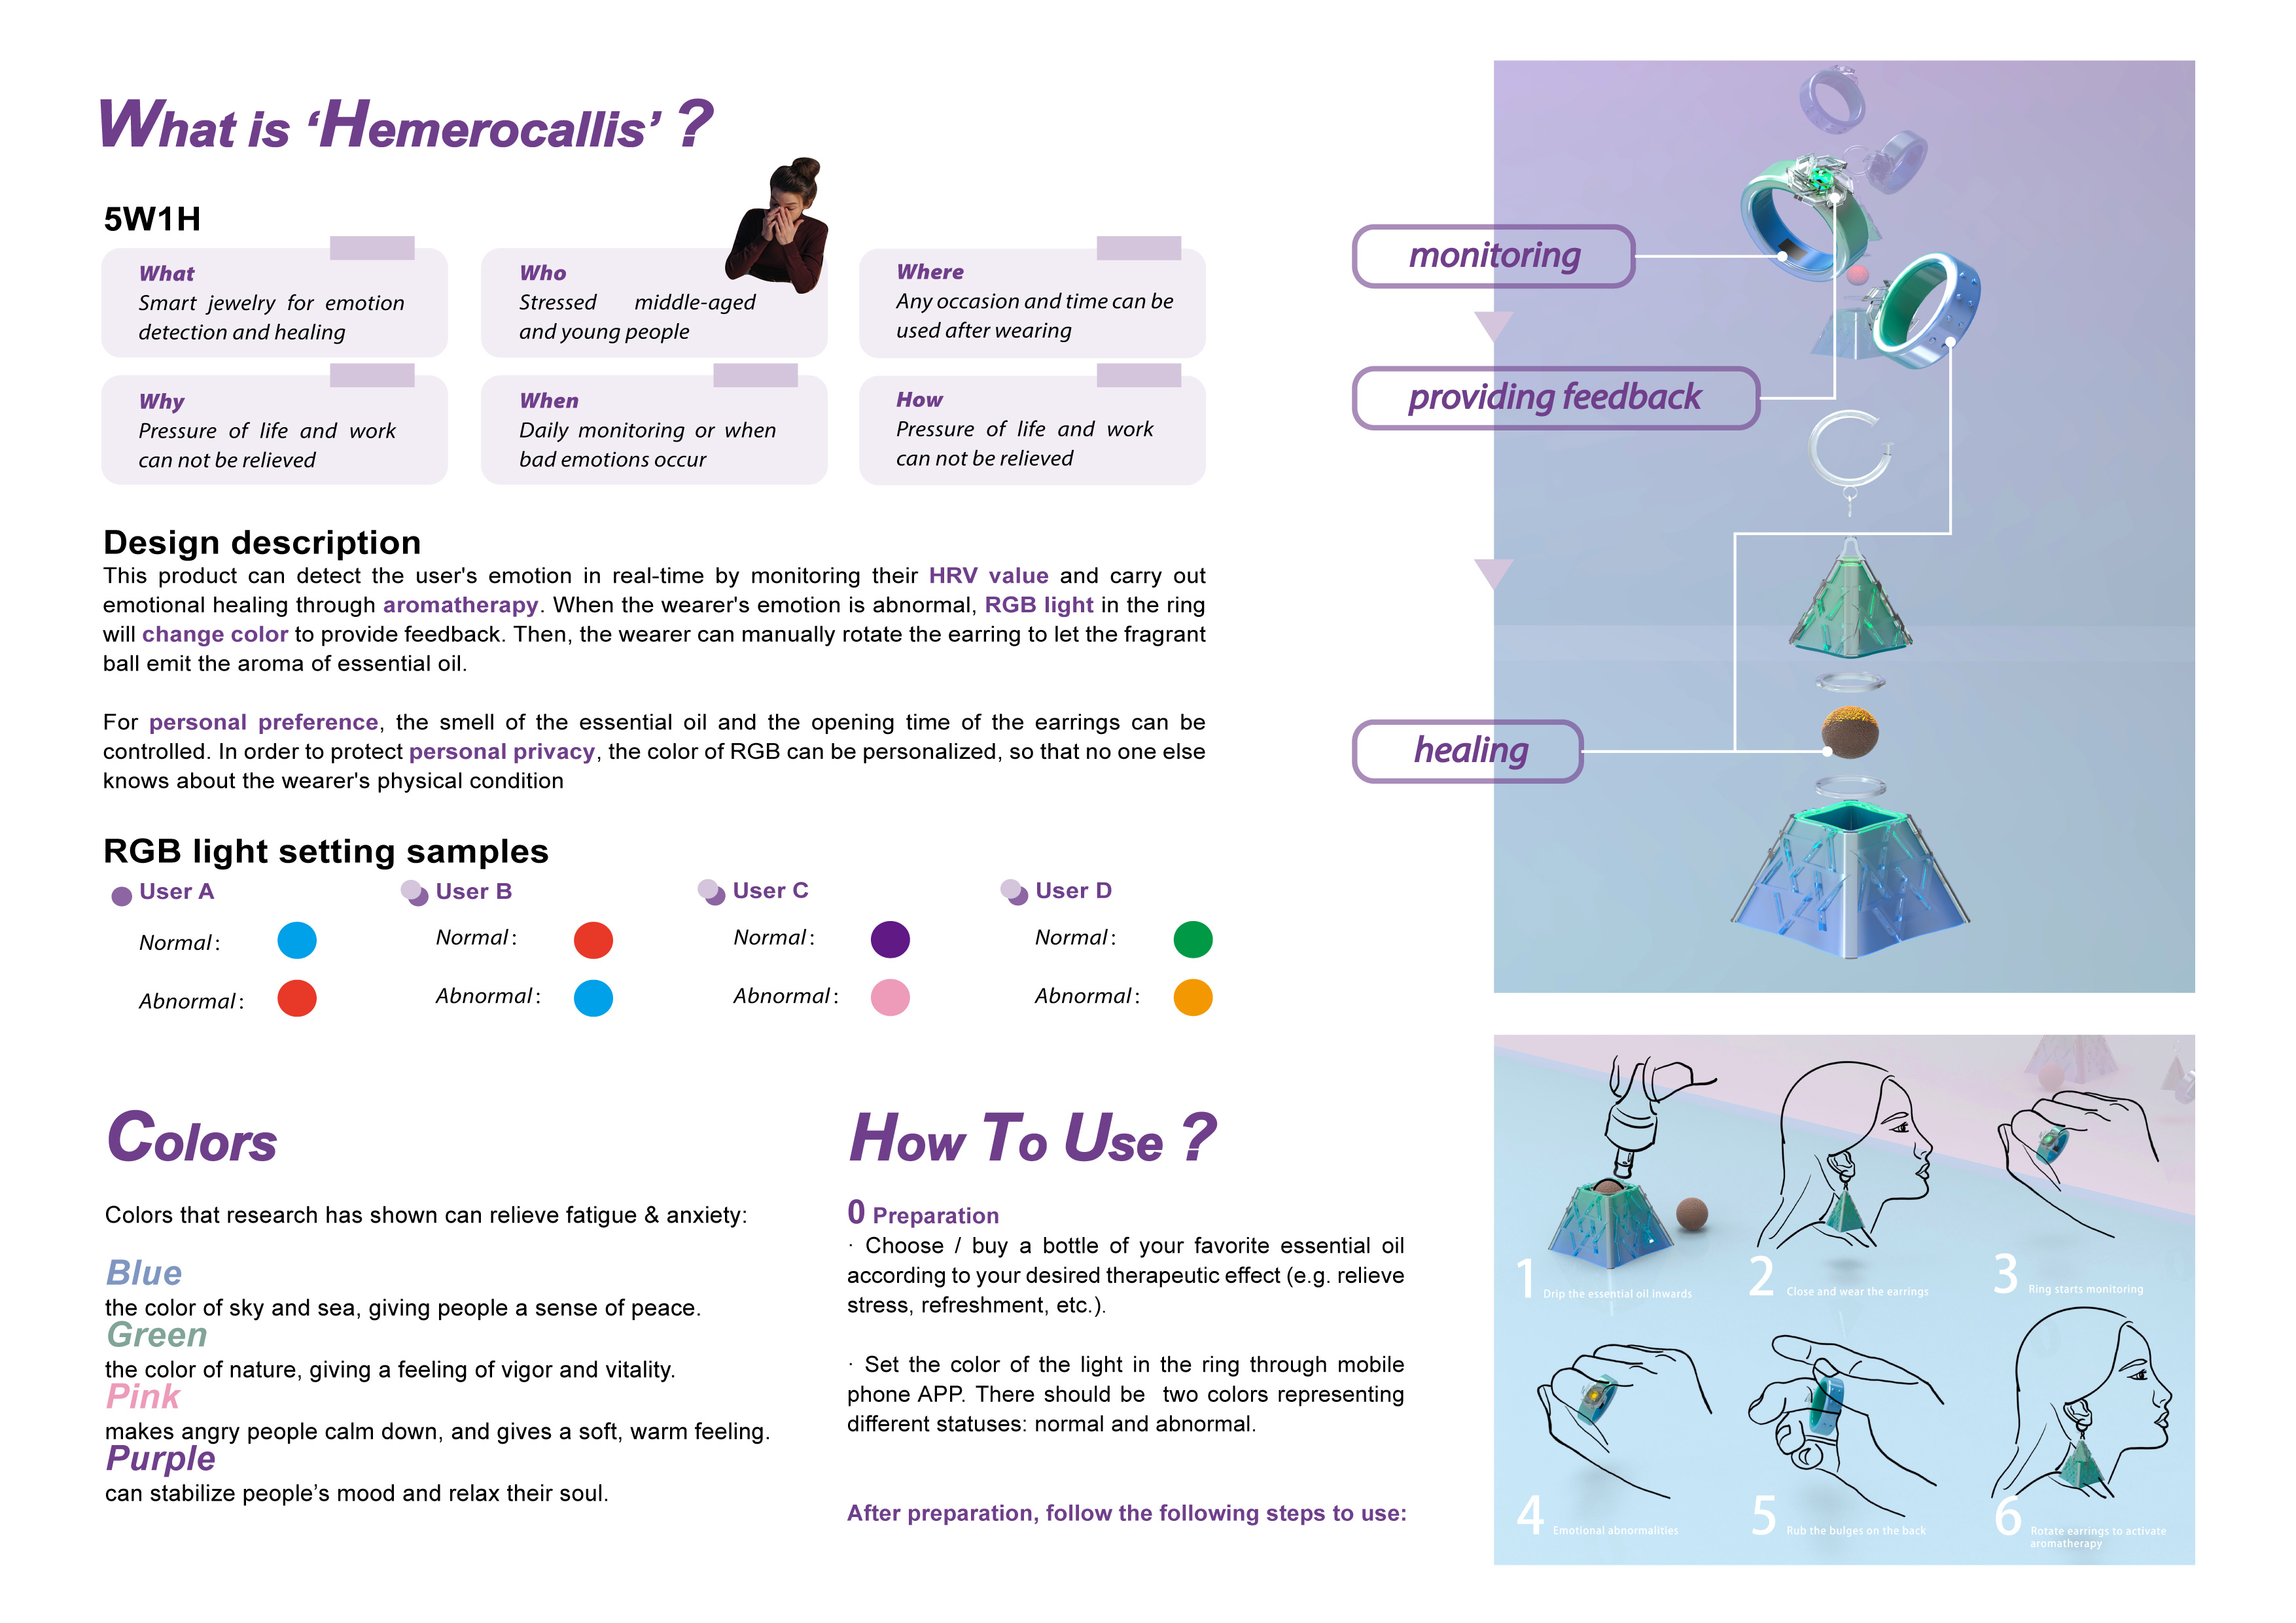 What is ‘Hemerocallis’ ?
5W1H
What
Smart jewelry for emotion
detection and healing
Who
Stressed middle-aged
and young people
Where
Any occasion and time can be
used after wearing
Why
Pressure of life and work
can not be relieved
When
Daily monitoring or when
bad emotions occur
How
Pressure of life and work
can not be relieved
Design description
This product can detect the user's emotion in real-time by monitoring their HRV value and carry out
emotional healing through aromatherapy. When the wearer's emotion is abnormal, RGB light in the ring
will change color to provide feedback. Then, the wearer can manually rotate the earring to let the fragrant
ball emit the aroma of essential oil.
For personal preference, the smell of the essential oil and the opening time of the earrings can be
controlled. In order to protect personal privacy, the color of RGB can be personalized, so that no one else
knows about the wearer's physical condition
RGB light setting samples
User A
Normal:
Abnormal:
User B
Normal:
Abnormal:
User C
Normal:
Abnormal:
User D
Normal:
Abnormal:
monitoring
providing feedback
healing
Colors
Colors that research has shown can relieve fatigue & anxiety:
Blue
the color of sky and sea, giving people a sense of peace.
Green
the color of nature, giving a feeling of vigor and vitality.
Pink
makes angry people calm down, and gives a soft, warm feeling.
Purple
can stabilize people’s mood and relax their soul.
How To Use ?
0 Preparation
· Choose / buy a bottle of your favorite essential oil
according to your desired therapeutic effect (e.g. relieve
stress, refreshment, etc.).
· Set the color of the light in the ring through mobile
phone APP. There should be two colors representing
different statuses: normal and abnormal.
After preparation, follow the following steps to use:
1 Drip the essential oil inwards
2 Close and wear the earrings
3 Ring starts monitoring
4 Emotional abnormalities
5 Rub the bulges on the back
6 Rotate earrings to activate
aromatherapy